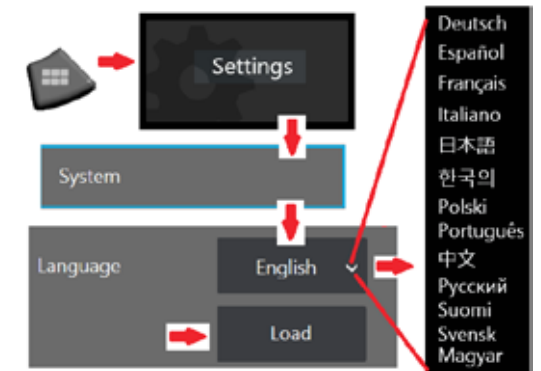 Settings
System
Language
English
Load
Deutsch
Español
Français
Italiano
日本語
한국의
Polski
Português
中文
Русский
Suomi
Svensk
Magyar